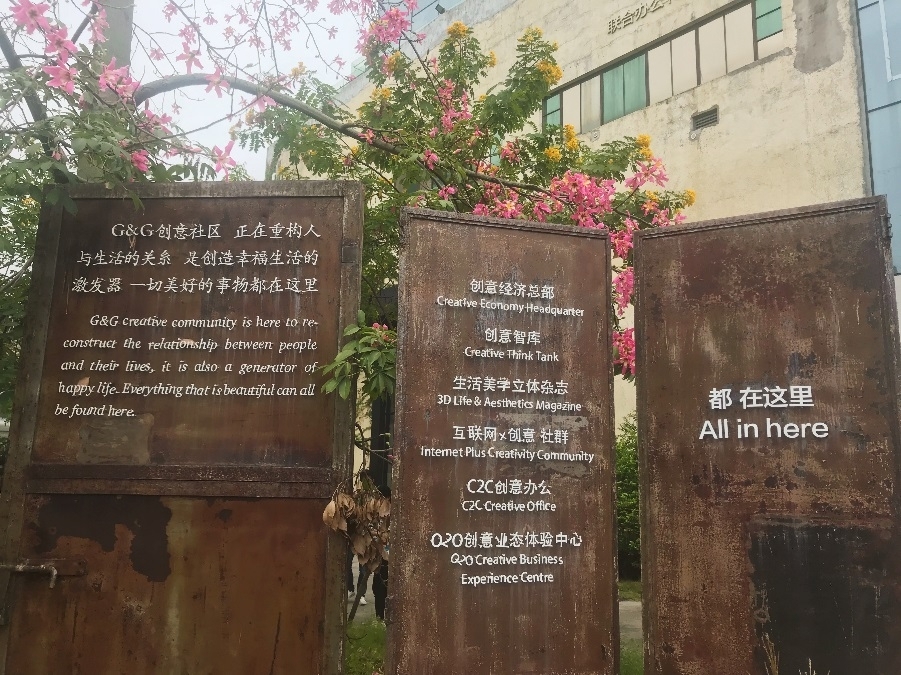 联合办公
G&G创意社区 正在重构人
与生活的关系 是创造幸福生活的
激发器 一切美好的事物都在这里
G&G creative community is here to re-
construct the relationship between people
and their lives, it is also a generator of
happy life. Everything that is beautiful can all
be found here.
创意经济总部
Creative Economy Headquarter
创意智库
Creative Think Tank
生活美学立体杂志
3D Life & Aesthetics Magazine
互联网×创意 社群
Internet Plus Creativity Community
C2C创意办公
C2C Creative Office
O2O创意业态体验中心
O2O Creative Business
Experience Centre
都 在这里
All in here